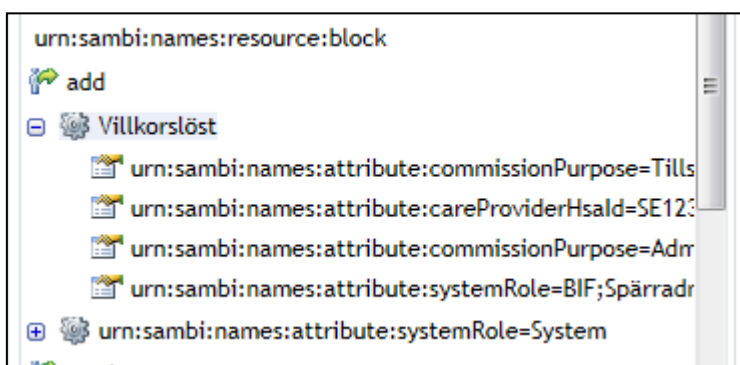 urn:sambi:names:resource:block
add
Villkorslöst
urn:sambi:names:attribute:commissionPurpose=Tills
urn:sambi:names:attribute:careProviderHsaId=SE123
urn:sambi:names:attribute:commissionPurpose=Adm
urn:sambi:names:attribute:systemRole=BIF;Spärradr
urn:sambi:names:attribute:systemRole=System